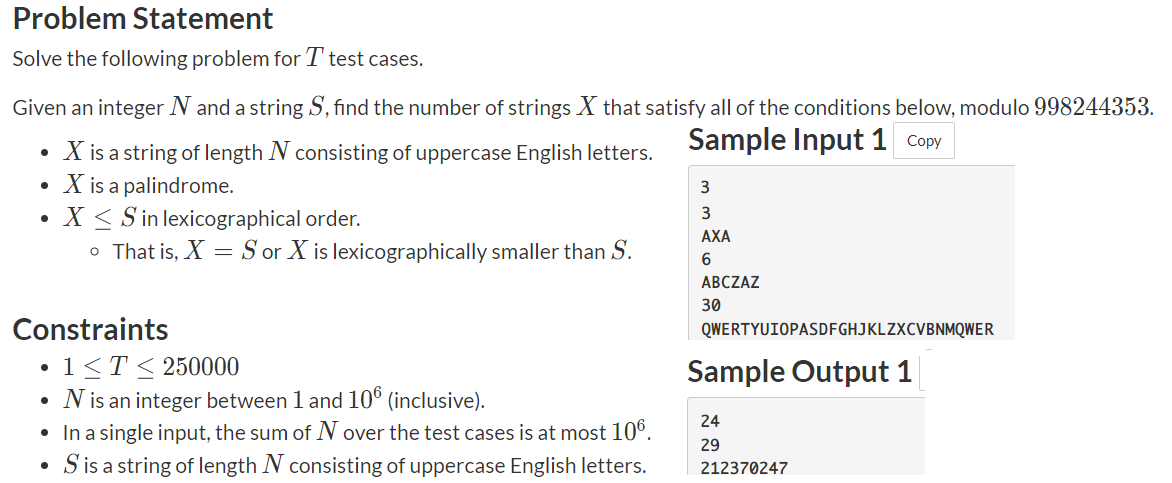 Problem Statement
Solve the following problem for T test cases.
Given an integer N and a string S, find the number of strings X that satisfy all of the conditions below, modulo 998244353.
• X is a string of length N consisting of uppercase English letters.
• X is a palindrome.
• X ≤ S in lexicographical order.
◦ That is, X = S or X is lexicographically smaller than S.
Constraints
• 1 ≤ T ≤ 250000
• N is an integer between 1 and 10^6 (inclusive).
• In a single input, the sum of N over the test cases is at most 10^6.
• S is a string of length N consisting of uppercase English letters.
Sample Input 1
Copy
3
3
AXA
6
ABCZAZ
30
QWERTYUIOPASDFGHJKLZXCVBNMQWER
Sample Output 1
24
29
212370247